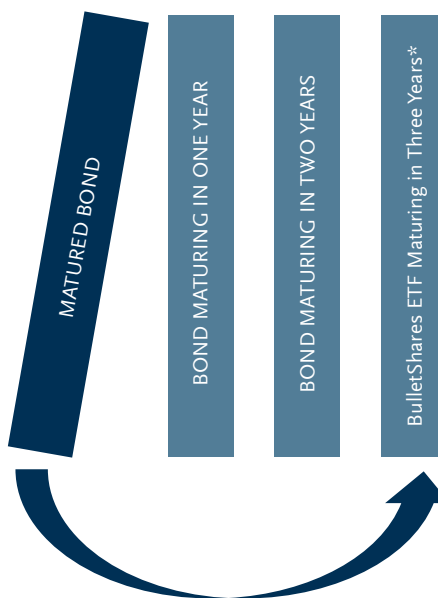 MATURED BOND
BOND MATURING IN ONE YEAR
BOND MATURING IN TWO YEARS
BulletShares ETF Maturing in Three Years*